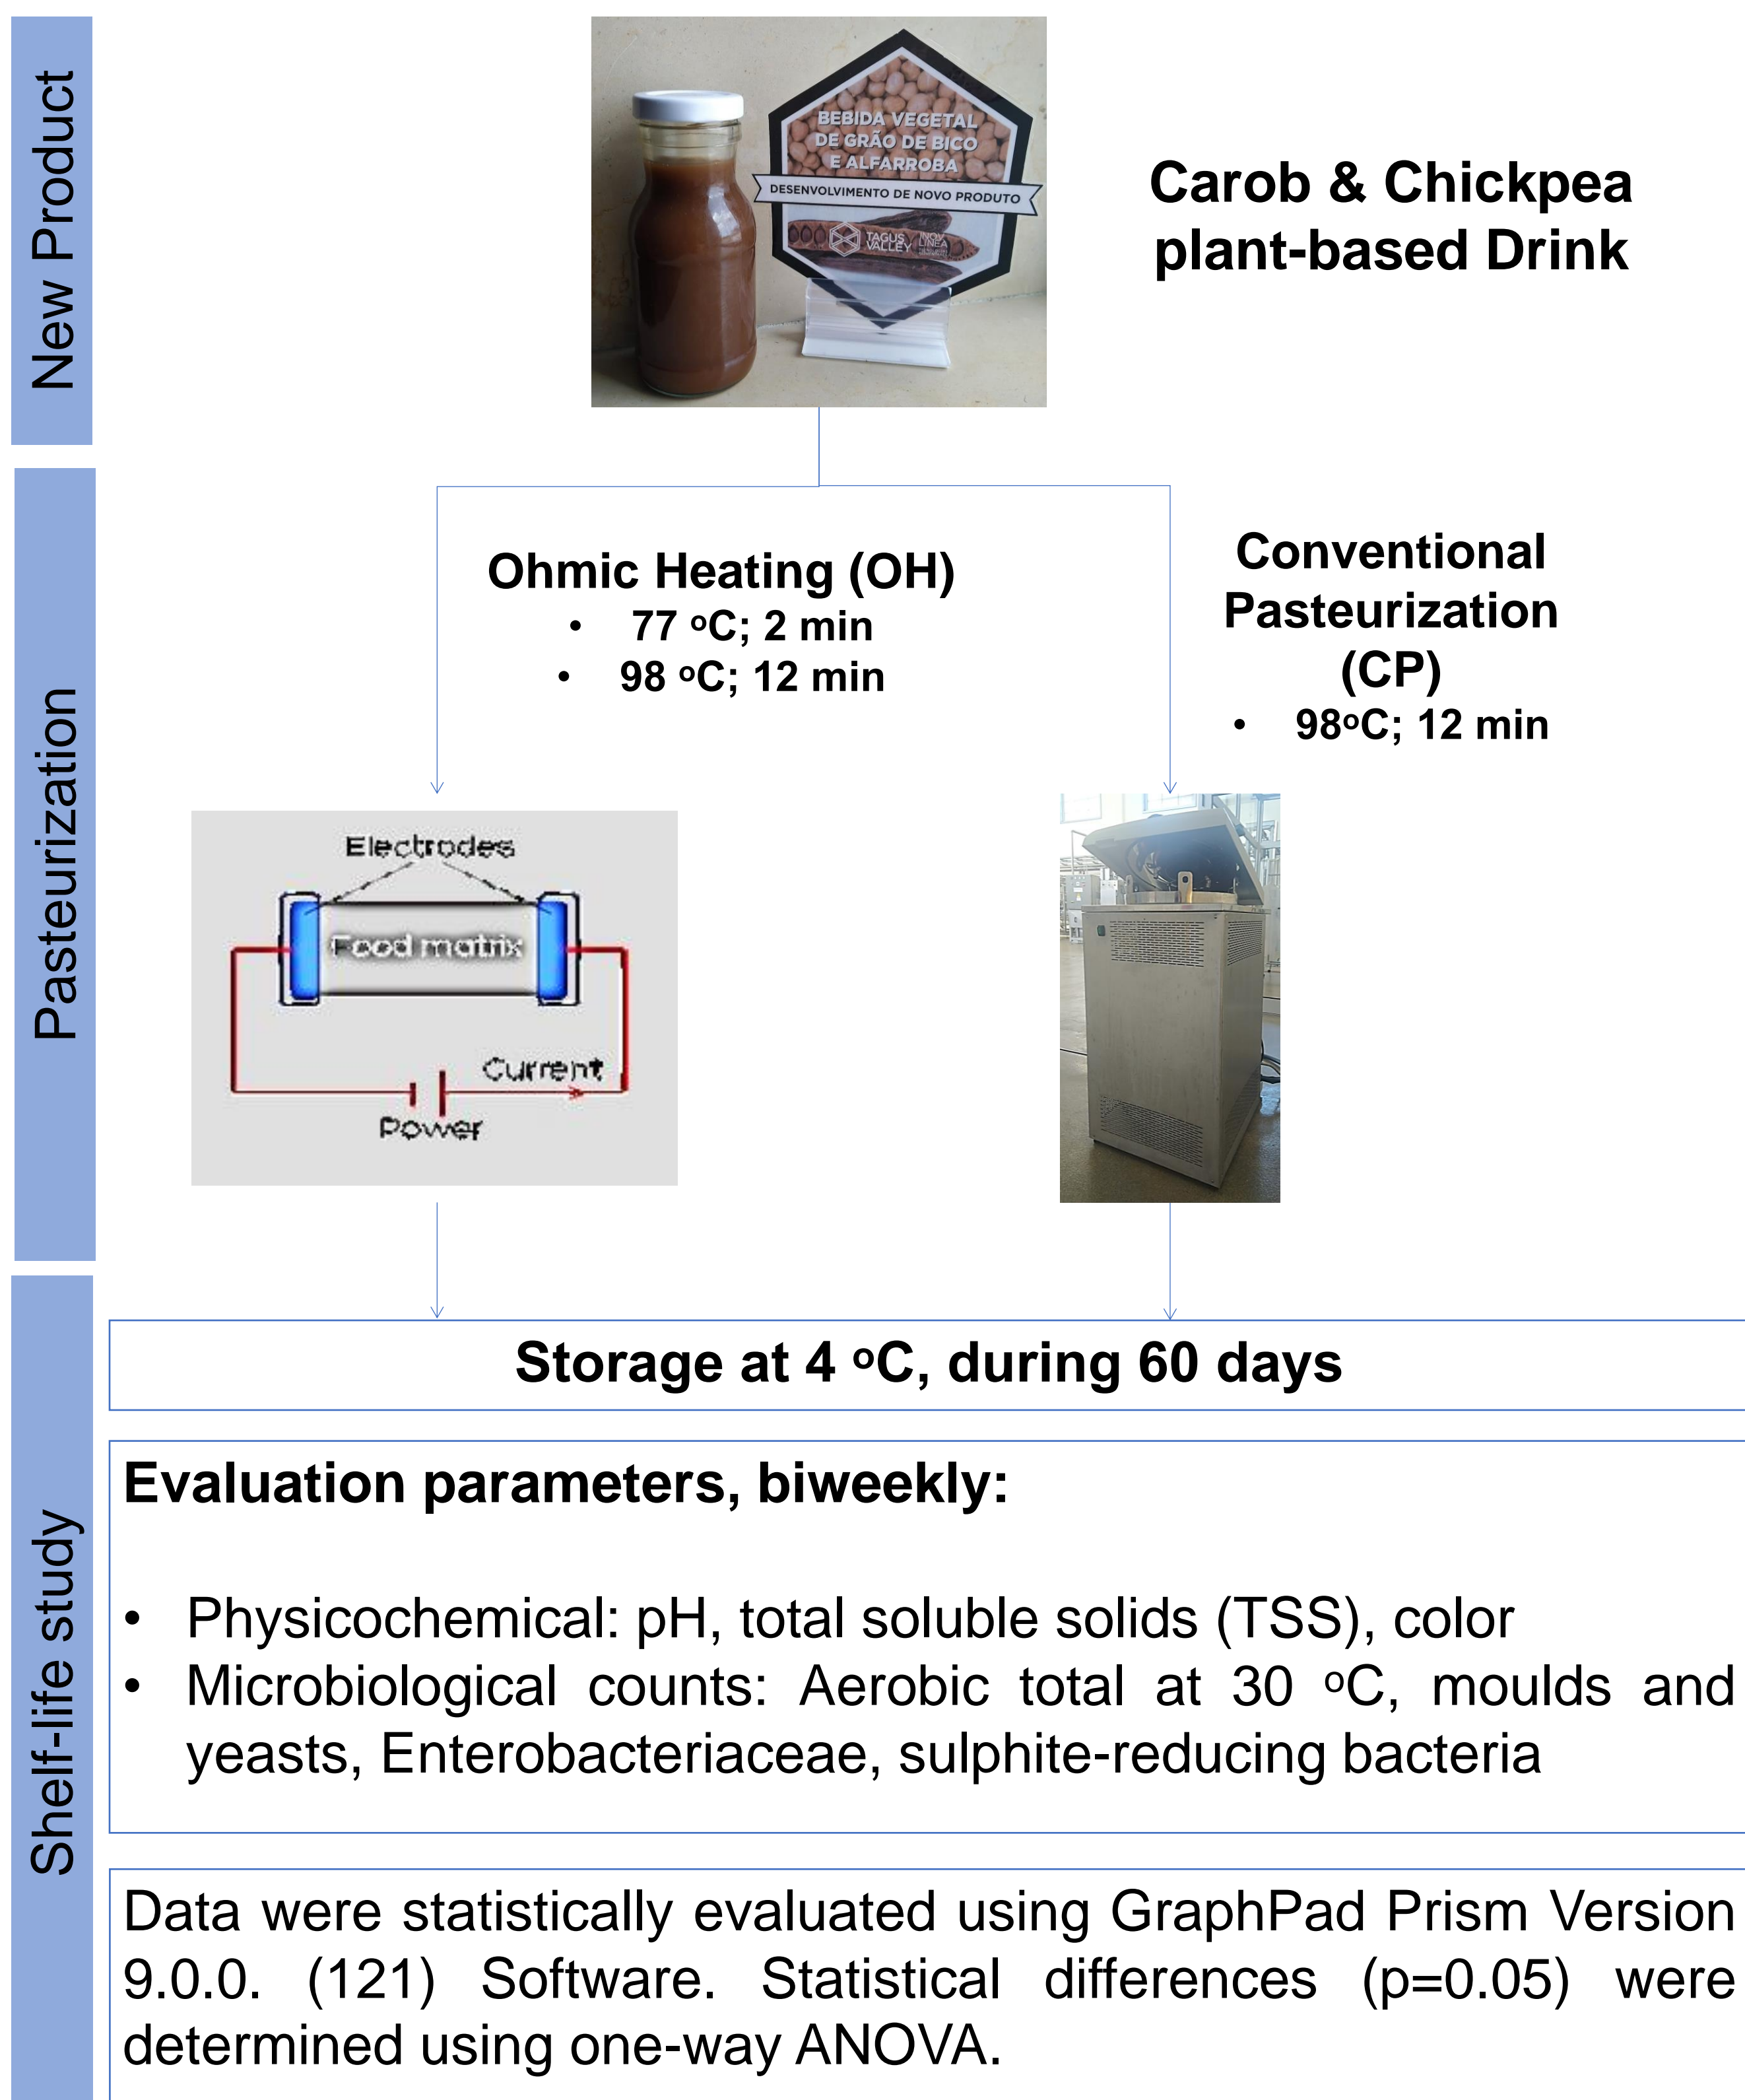 New Product
BEBIDA VEGETAL
DE GRÃO DE BICO
E ALFARROBA
DESENVOLVIMENTO DE NOVO PRODUTO
TAGUS
VALLEY
INOV
LINEA
Carob & Chickpea
plant-based Drink
Pasteurization
Ohmic Heating (OH)
• 77 ºC; 2 min
• 98 ºC; 12 min
Conventional
Pasteurization
(CP)
• 98ºC; 12 min
Electrodes
Food matrix
Current
Power
Shelf-life study
Storage at 4 ºC, during 60 days
Evaluation parameters, biweekly:
• Physicochemical: pH, total soluble solids (TSS), color
• Microbiological counts: Aerobic total at 30 ºC, moulds and
yeasts, Enterobacteriaceae, sulphite-reducing bacteria
Data were statistically evaluated using GraphPad Prism Version
9.0.0. (121) Software. Statistical differences (p=0.05) were
determined using one-way ANOVA.